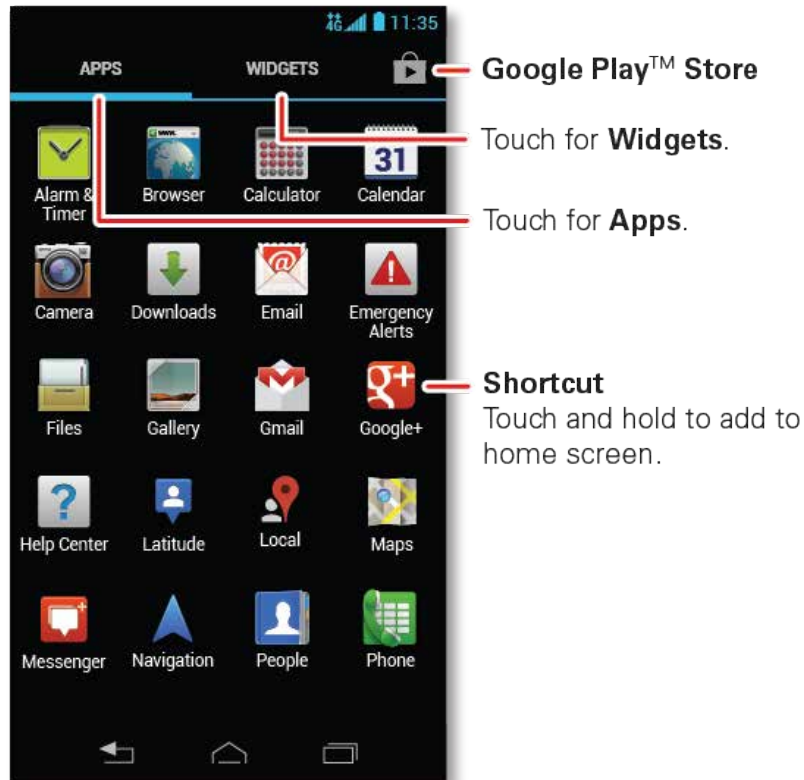 4G 11:35
APPS WIDGETS
Google Play™ Store
Touch for Widgets.
Touch for Apps.
WWW.
31
Alarm & Timer
Browser
Calculator
Calendar
@
Camera
Downloads
Email
Emergency Alerts
g+
Files
Gallery
Gmail
Google+
Shortcut
Touch and hold to add to
home screen.
?
Help Center
Latitude
Local
Maps
Messenger
Navigation
People
Phone